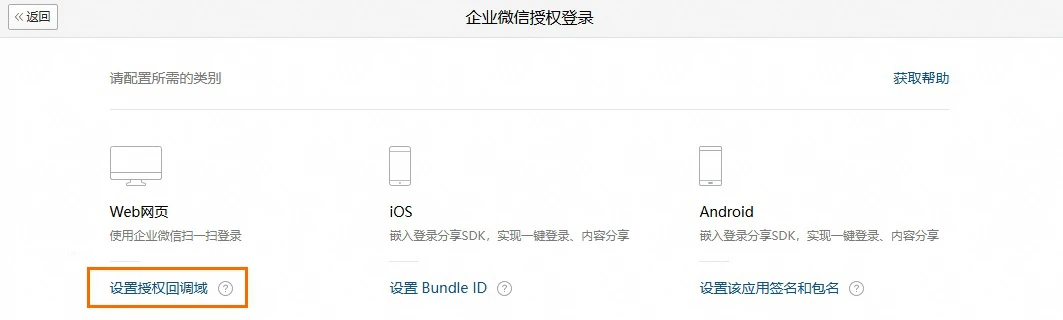 返回
企业微信授权登录
请配置所需的类别
获取帮助
Web网页
使用企业微信扫一扫登录
设置授权回调域
iOS
嵌入登录分享SDK，实现一键登录、内容分享
设置 Bundle ID
Android
嵌入登录分享SDK，实现一键登录、内容分享
设置该应用签名和包名